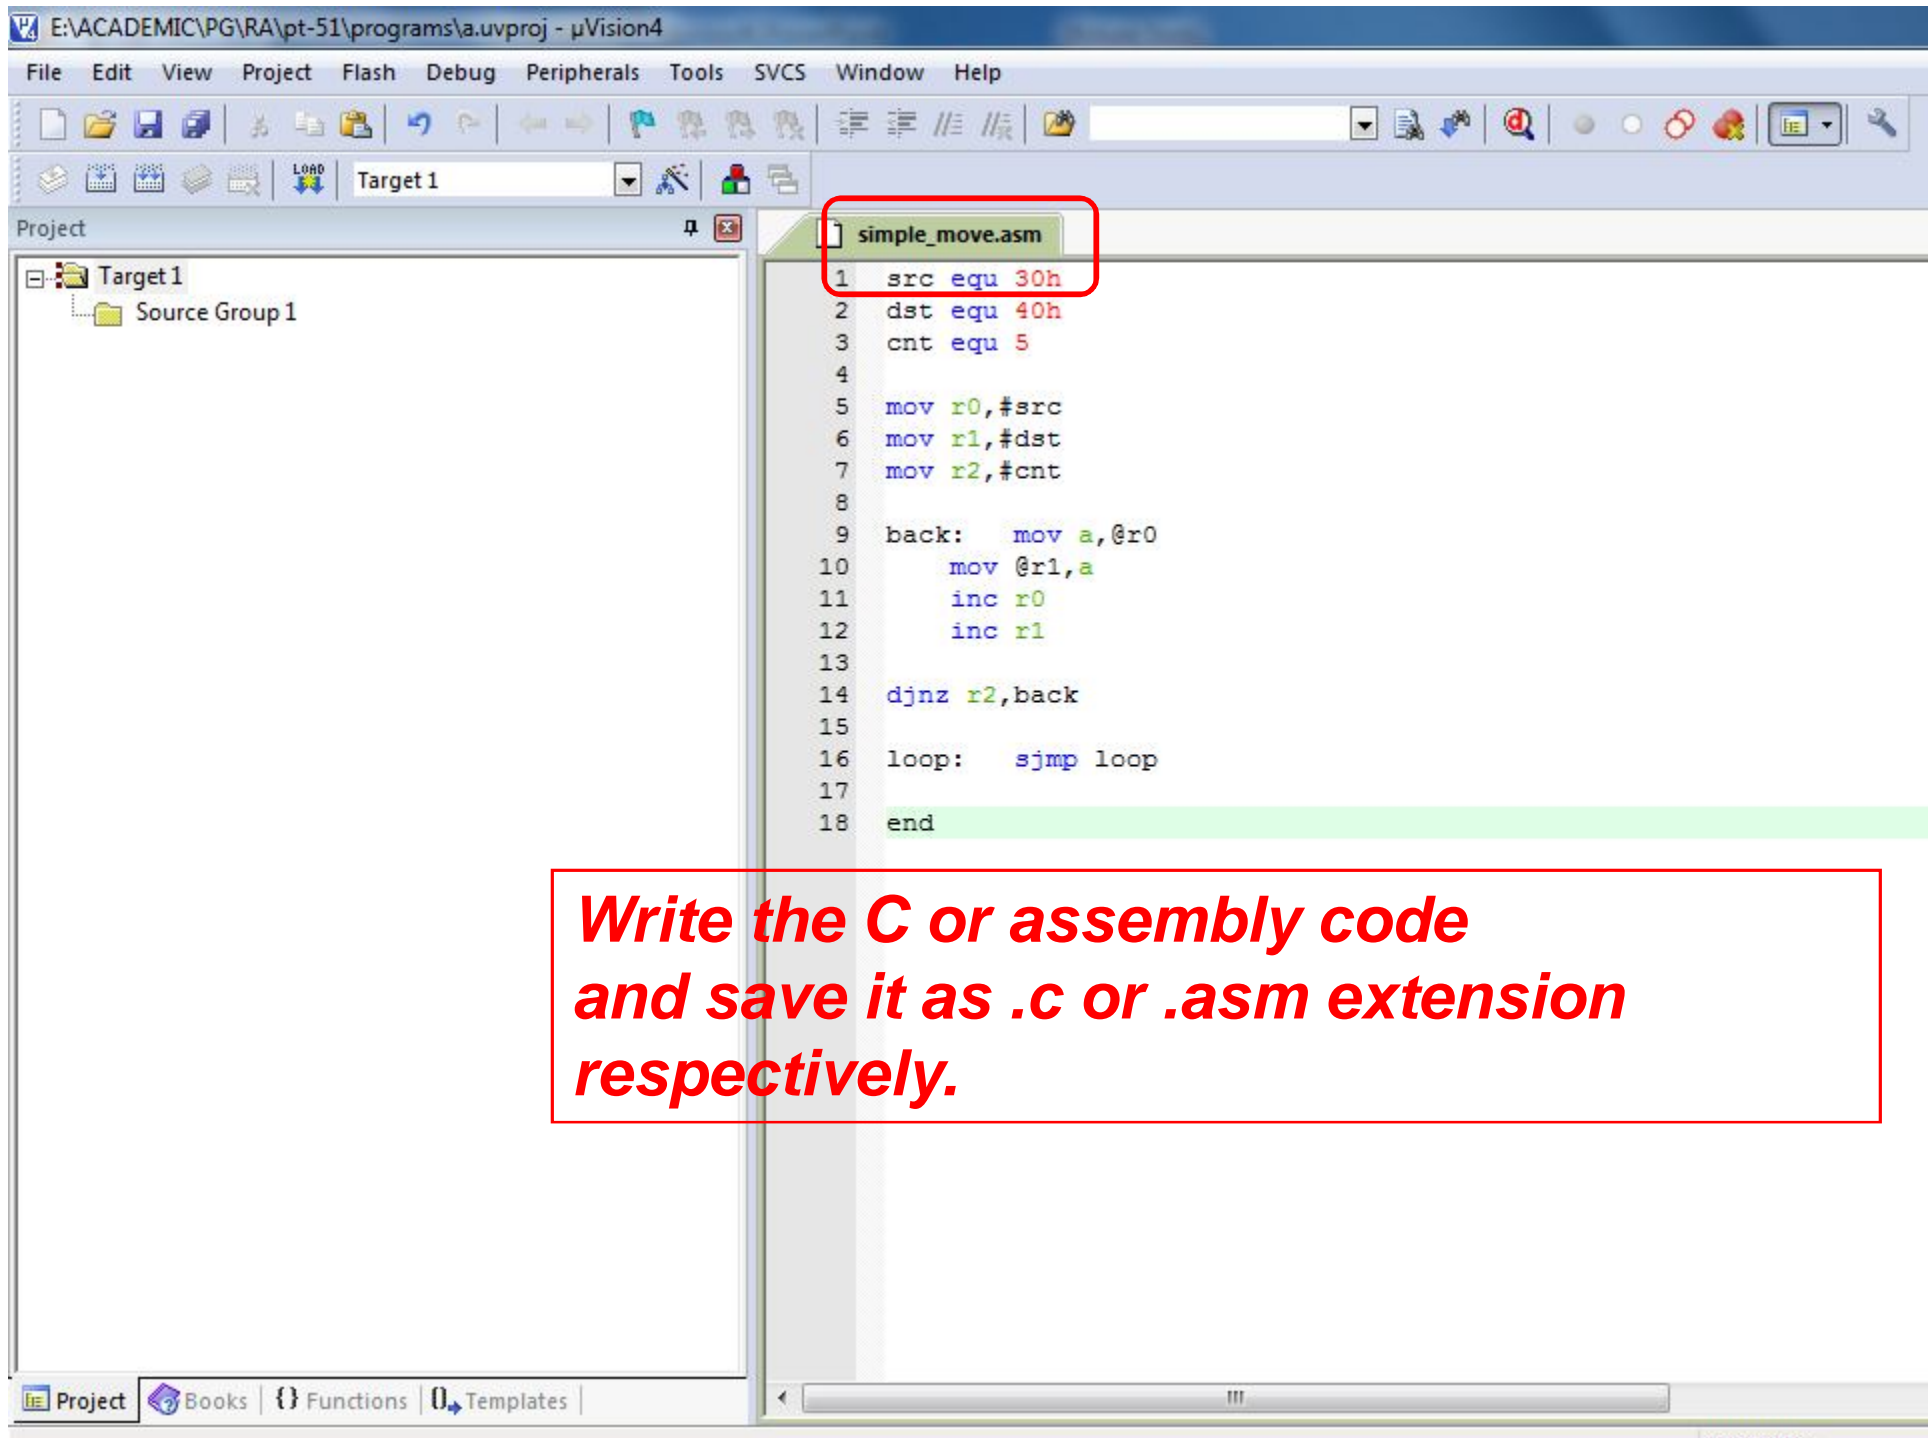 E:\ACADEMIC\PG\RA\pt-51\programs\a.uvproj - µVision4
File Edit View Project Flash Debug Peripherals Tools SVCS Window Help
LOAD Target 1
Project
simple_move.asm
Target 1
Source Group 1
1 src equ 30h
2 dst equ 40h
3 cnt equ 5
4
5 mov r0,#src
6 mov r1,#dst
7 mov r2,#cnt
8
9 back: mov a,@r0
10 mov @r1,a
11 inc r0
12 inc r1
13
14 djnz r2,back
15
16 loop: sjmp loop
17
18 end
Write the C or assembly code
and save it as .c or .asm extension
respectively.
Project Books {} Functions 0 Templates